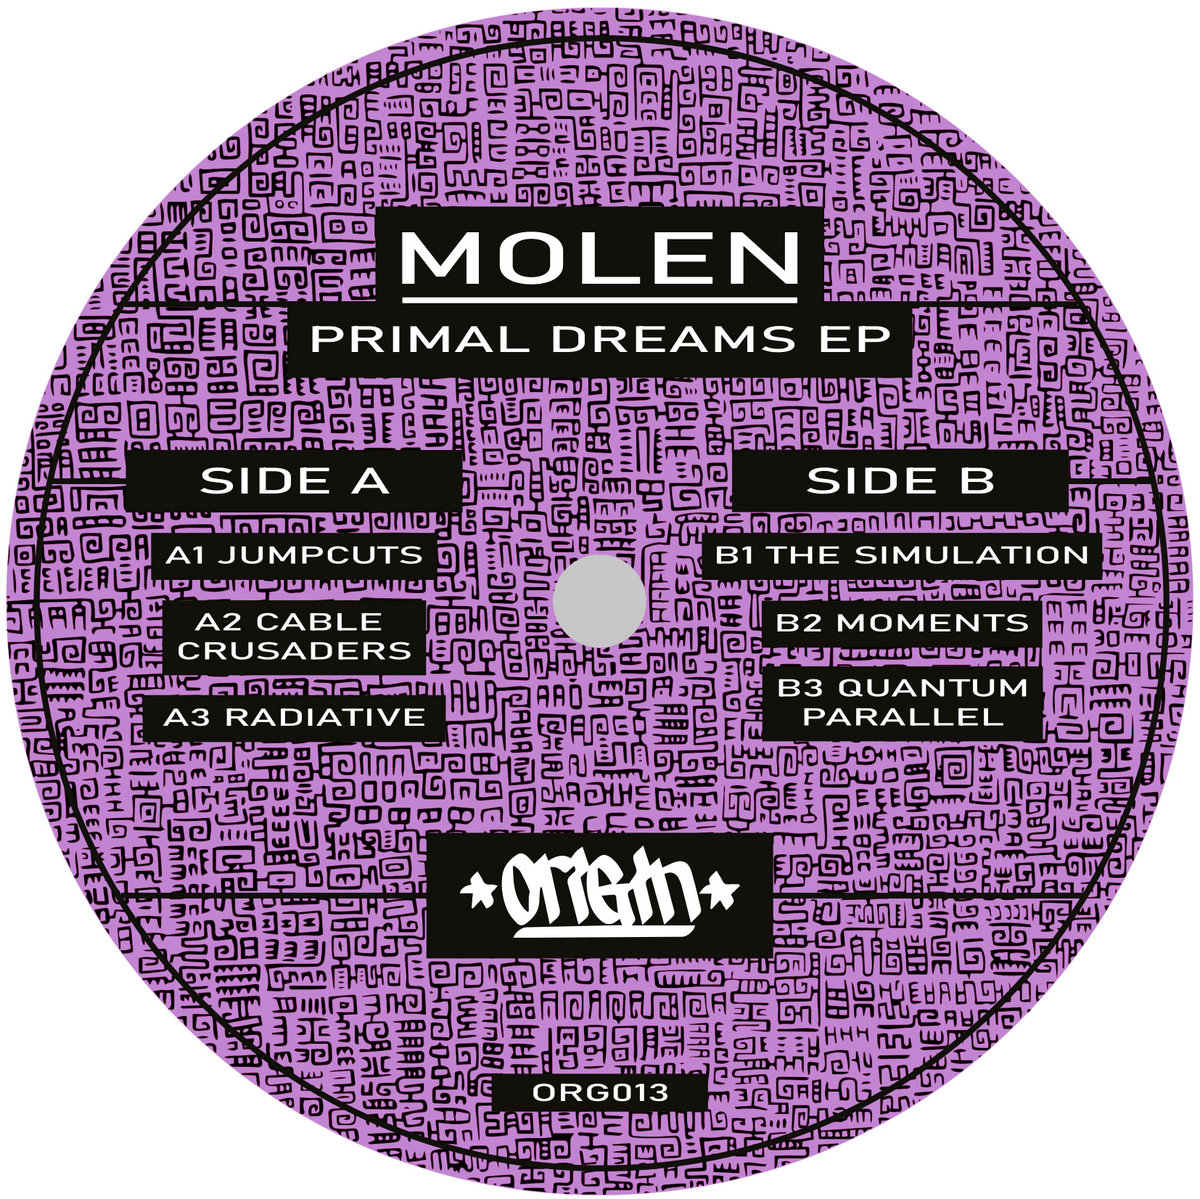 MOLEN
PRIMAL DREAMS EP
SIDE A
A1 JUMPCUTS
A2 CABLE
CRUSADERS
A3 RADIATIVE
SIDE B
B1 THE SIMULATION
B2 MOMENTS
B3 QUANTUM
PARALLEL
ORIGIN
ORG013